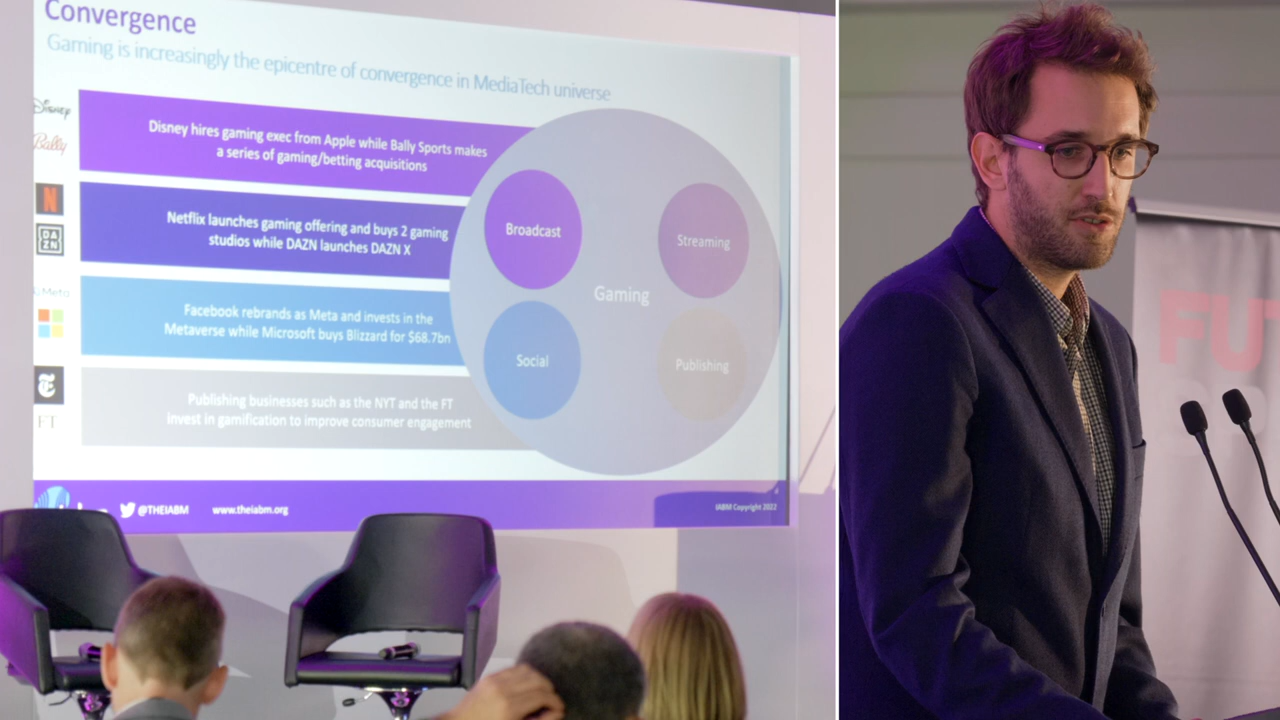 Convergence
Gaming is increasingly the epicentre of convergence in MediaTech universe
Disney
Bally
N
DA
ZN
Meta
T
FT
Disney hires gaming exec from Apple while Bally Sports makes
a series of gaming/betting acquisitions
Netflix launches gaming offering and buys 2 gaming
studios while DAZN launches DAZN X
Facebook rebrands as Meta and invests in the
Metaverse while Microsoft buys Blizzard for $68.7bn
Publishing businesses such as the NYT and the FT
invest in gamification to improve consumer engagement
Broadcast
Streaming
Gaming
Social
Publishing
@THEIABM
www.theiabm.org
IABM Copyright 2022
FUT